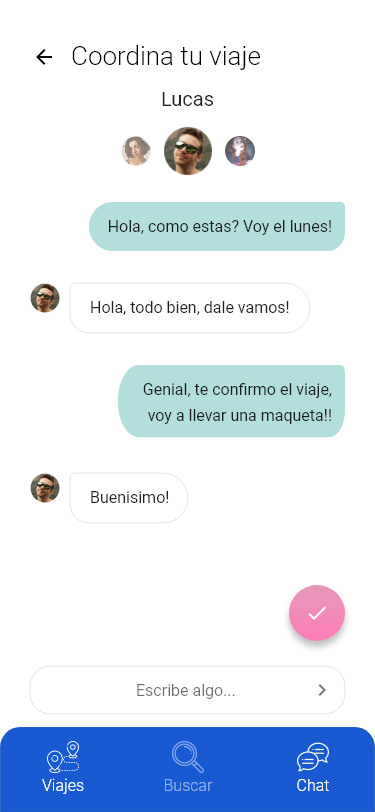 Coordina tu viaje
Lucas
Hola, como estas? Voy el lunes!
Hola, todo bien, dale vamos!
Genial, te confirmo el viaje,
voy a llevar una maqueta!!
Buenisimo!
Escribe algo...
Viajes
Buscar
Chat